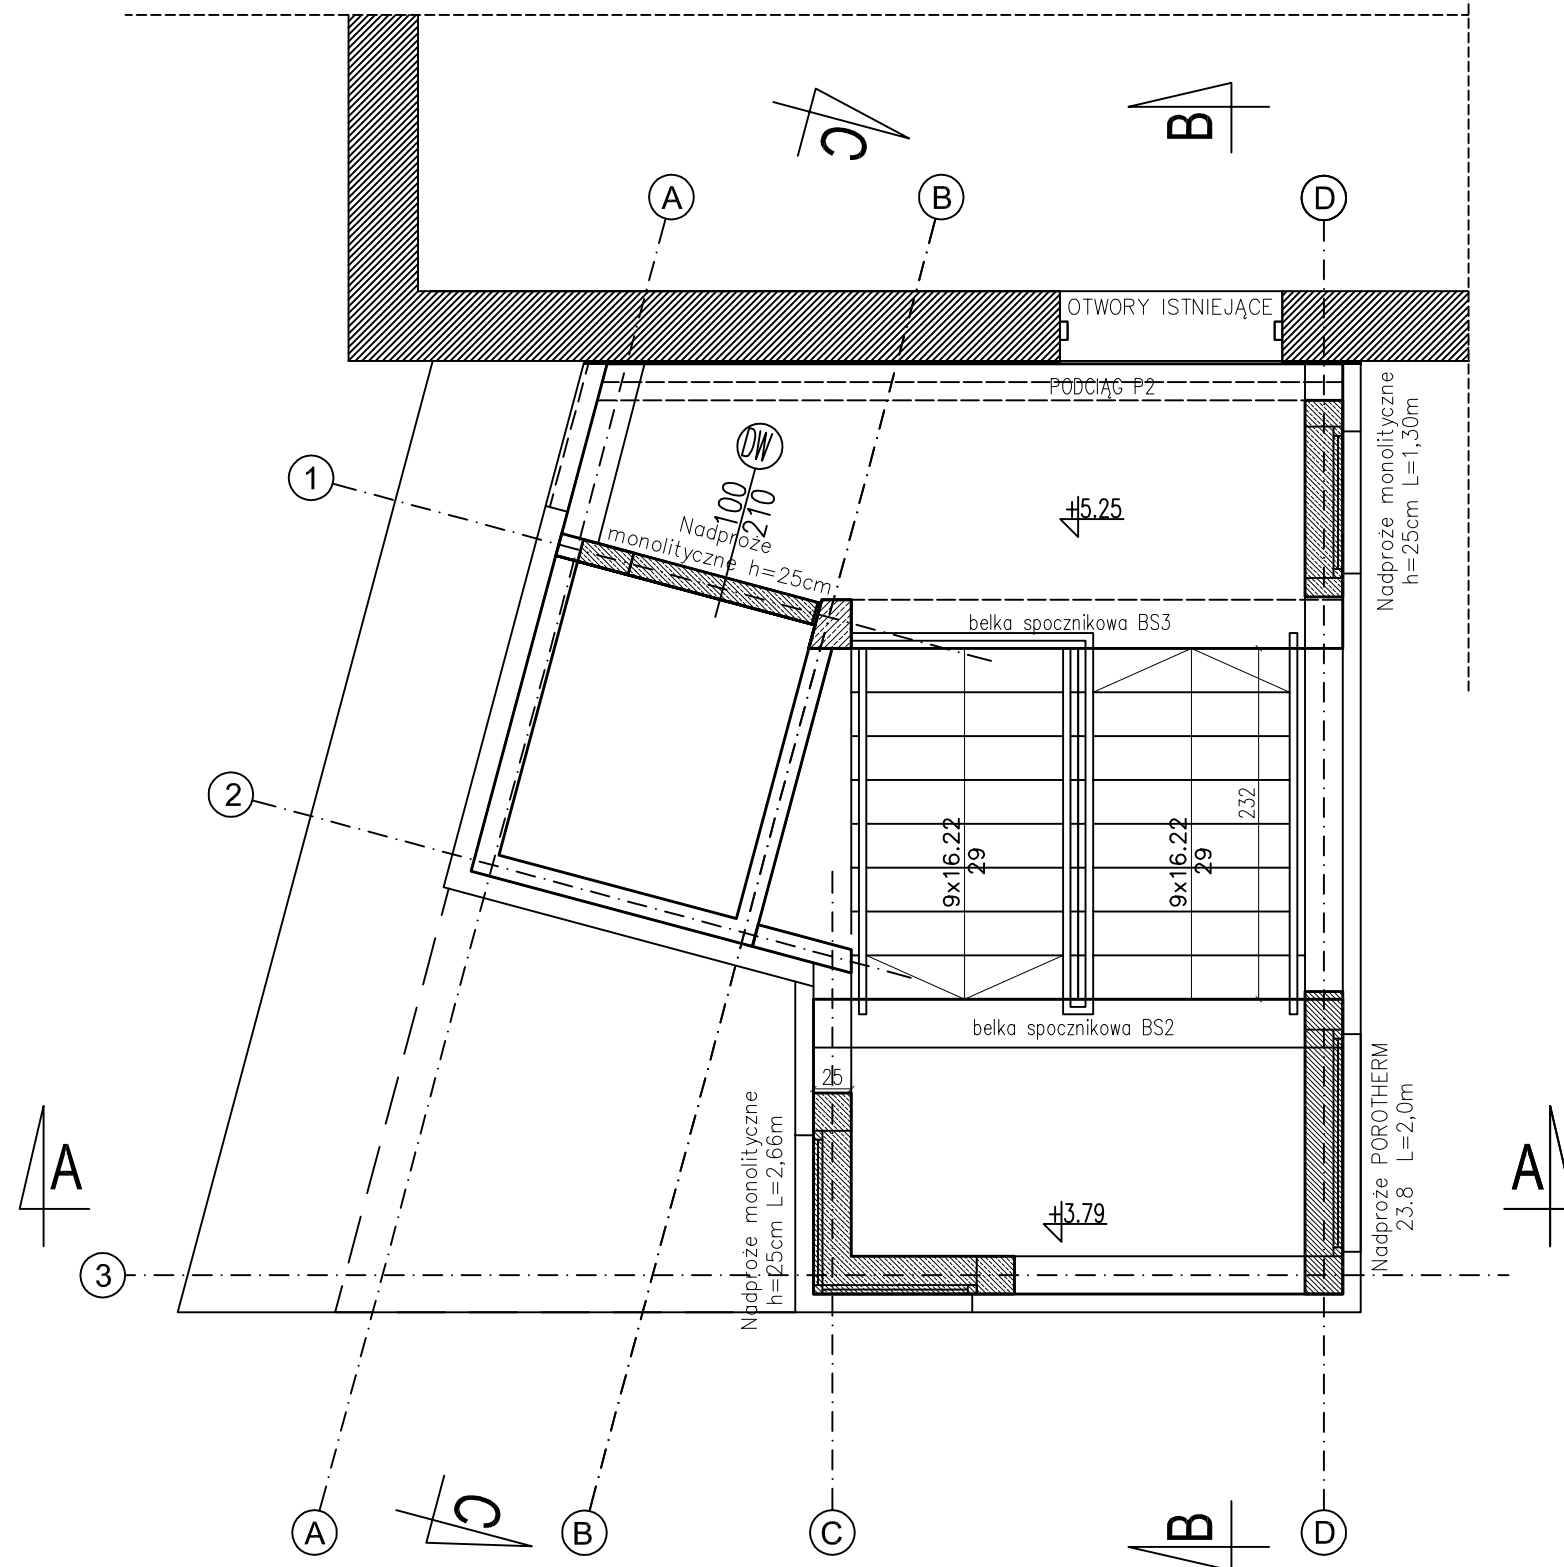 C
B
A
B
D
OTWORY ISTNIEJĄCE
PODCIĄG P2
Nadproże monolityczne
h=25cm L=1,30m
DW
100
210
1
Nadproże
monolityczne h=25cm
+5.25
belka spocznikowa BS3
2
232
9x16.22
29
9x16.22
29
belka spocznikowa BS2
25
Nadproże monolityczne
h=25cm L=2,66m
Nadproże POROTHERM
23.8 L=2,0m
A
A
+3.79
3
A
C
B
C
B
D